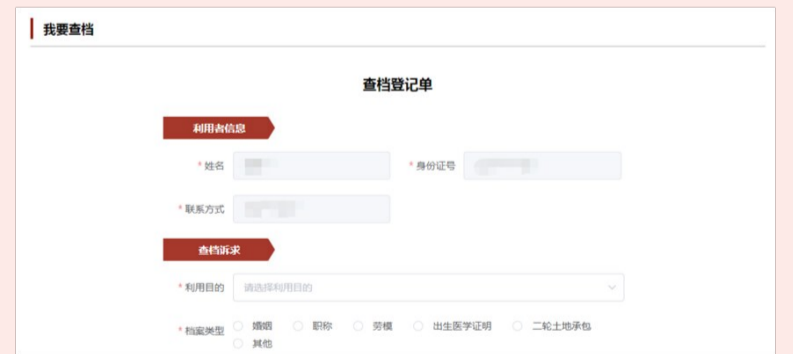 我要查档
查档登记单
利用者信息
* 姓名
* 身份证号
* 联系方式
查档诉求
* 利用目的 请选择利用目的
* 档案类型 婚姻 职称 劳模 出生医学证明 二轮土地承包
其他